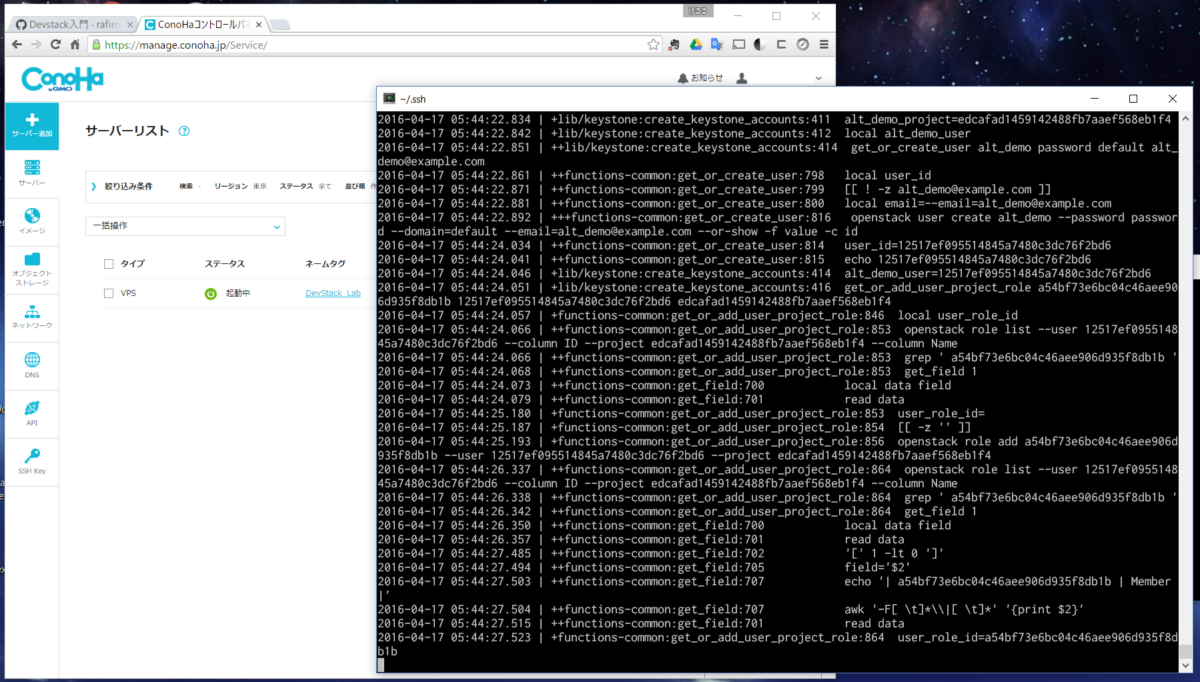 Devstack入門 - rafiro
ConoHaコントロールパネ
けここ
https://manage.conoha.jp/Service/
ConoHa
by GMO
お知らせ
サーバー追加
サーバー
イメージ
オブジェクト
ストレージ
ネットワーク
DNS
API
SSH Key
サーバーリスト
絞り込み条件 検索 - リージョン 東京 ステータス 全て 並び順
一括操作
タイプ ステータス ネームタグ
VPS 起動中 DevStack_Lab
~/.ssh
2016-04-17 05:44:22.834 | +lib/keystone:create_keystone_accounts:411 alt_demo_project=edcafad1459142488fb7aaef568eb1f4
2016-04-17 05:44:22.842 | +lib/keystone:create_keystone_accounts:412 local alt_demo_user
2016-04-17 05:44:22.851 | ++lib/keystone:create_keystone_accounts:414 get_or_create_user alt_demo password default alt_
demo@example.com
2016-04-17 05:44:22.861 | ++functions-common:get_or_create_user:798 local user_id
2016-04-17 05:44:22.871 | ++functions-common:get_or_create_user:799 [[ ! -z alt_demo@example.com ]]
2016-04-17 05:44:22.881 | ++functions-common:get_or_create_user:800 local email=--email=alt_demo@example.com
2016-04-17 05:44:22.892 | +++functions-common:get_or_create_user:816 openstack user create alt_demo --password passwor
d --domain=default --email=alt_demo@example.com --or-show -f value -c id
2016-04-17 05:44:24.034 | ++functions-common:get_or_create_user:814 user_id=12517ef095514845a7480c3dc76f2bd6
2016-04-17 05:44:24.041 | ++functions-common:get_or_create_user:815 echo 12517ef095514845a7480c3dc76f2bd6
2016-04-17 05:44:24.046 | +lib/keystone:create_keystone_accounts:414 alt_demo_user=12517ef095514845a7480c3dc76f2bd6
2016-04-17 05:44:24.051 | +lib/keystone:create_keystone_accounts:416 get_or_add_user_project_role a54bf73e6bc04c46aee90
6d935f8db1b 12517ef095514845a7480c3dc76f2bd6 edcafad1459142488fb7aaef568eb1f4
2016-04-17 05:44:24.057 | +functions-common:get_or_add_user_project_role:846 local user_role_id
2016-04-17 05:44:24.066 | ++functions-common:get_or_add_user_project_role:853 openstack role list --user 12517ef0955148
45a7480c3dc76f2bd6 --column ID --project edcafad1459142488fb7aaef568eb1f4 --column Name
2016-04-17 05:44:24.066 | ++functions-common:get_or_add_user_project_role:853 grep ' a54bf73e6bc04c46aee906d935f8db1b '
2016-04-17 05:44:24.068 | ++functions-common:get_or_add_user_project_role:853 get_field 1
2016-04-17 05:44:24.073 | ++functions-common:get_field:700 local data field
2016-04-17 05:44:24.079 | ++functions-common:get_field:701 read data
2016-04-17 05:44:25.180 | +functions-common:get_or_add_user_project_role:853 user_role_id=
2016-04-17 05:44:25.187 | +functions-common:get_or_add_user_project_role:854 [[ -z '' ]]
2016-04-17 05:44:25.193 | +functions-common:get_or_add_user_project_role:856 openstack role add a54bf73e6bc04c46aee906d
935f8db1b --user 12517ef095514845a7480c3dc76f2bd6 --project edcafad1459142488fb7aaef568eb1f4
2016-04-17 05:44:26.337 | ++functions-common:get_or_add_user_project_role:864 openstack role list --user 12517ef0955148
45a7480c3dc76f2bd6 --column ID --project edcafad1459142488fb7aaef568eb1f4 --column Name
2016-04-17 05:44:26.338 | ++functions-common:get_or_add_user_project_role:864 grep ' a54bf73e6bc04c46aee906d935f8db1b '
2016-04-17 05:44:26.342 | ++functions-common:get_or_add_user_project_role:864 get_field 1
2016-04-17 05:44:26.350 | ++functions-common:get_field:700 local data field
2016-04-17 05:44:26.357 | ++functions-common:get_field:701 read data
2016-04-17 05:44:27.485 | ++functions-common:get_field:702 '[' 1 -lt 0 ']'
2016-04-17 05:44:27.494 | ++functions-common:get_field:705 field='$2'
2016-04-17 05:44:27.503 | ++functions-common:get_field:707 echo '| a54bf73e6bc04c46aee906d935f8db1b | Member
|'
2016-04-17 05:44:27.504 | ++functions-common:get_field:707 awk '-F[ \t]*\\|[ \t]*' '{print $2}'
2016-04-17 05:44:27.515 | ++functions-common:get_field:701 read data
2016-04-17 05:44:27.523 | +functions-common:get_or_add_user_project_role:864 user_role_id=a54bf73e6bc04c46aee906d935f8d
b1b